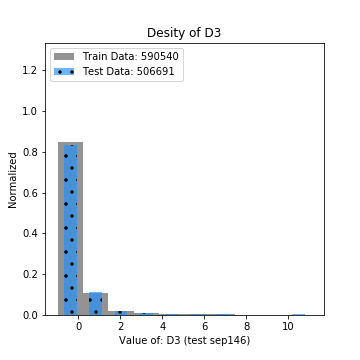 Desity of D3
Train Data: 590540
Test Data: 506691
1.2
1.0
0.8
0.6
0.4
0.2
0.0
Normalized
0 2 4 6 8 10
Value of: D3 (test sep146)